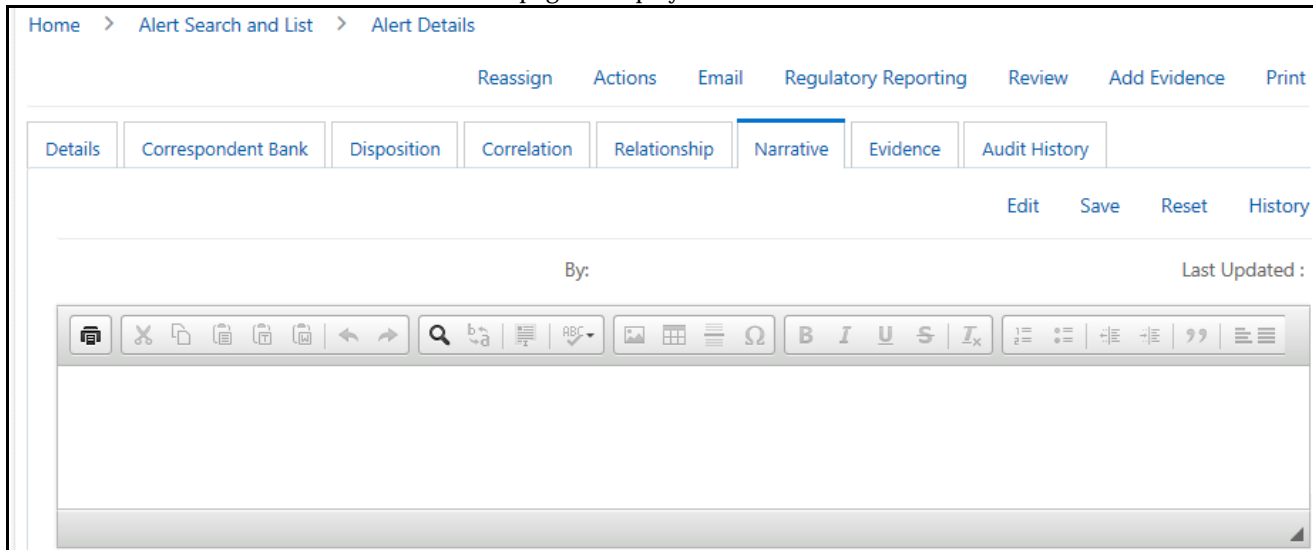 Home > Alert Search and List > Alert Details
Reassign Actions Email Regulatory Reporting Review Add Evidence Print
Details Correspondent Bank Disposition Correlation Relationship Narrative Evidence Audit History
Edit Save Reset History
By: Last Updated :